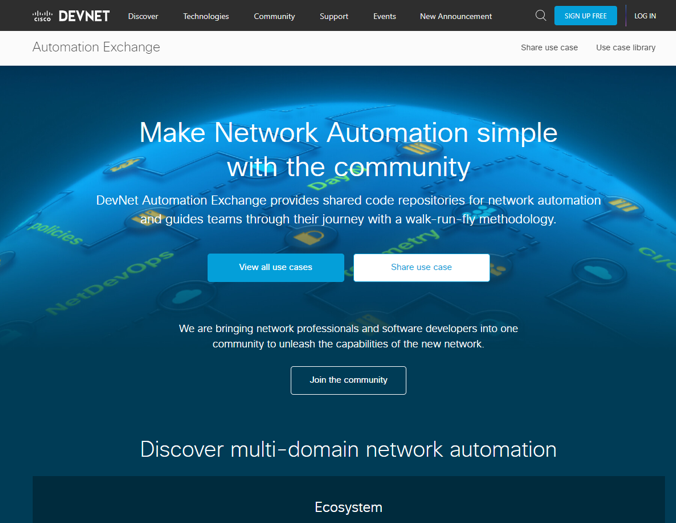 CISCO DEVNET Discover Technologies Community Support Events New Announcement SIGN UP FREE LOG IN
Automation Exchange Share use case Use case library
Make Network Automation simple
with the community
DevNet Automation Exchange provides shared code repositories for network automation
and guides teams through their journey with a walk-run-fly methodology.
policies
NetDevOps
CI/C
View all use cases Share use case
We are bringing network professionals and software developers into one
community to unleash the capabilities of the new network.
Join the community
Discover multi-domain network automation
Ecosystem